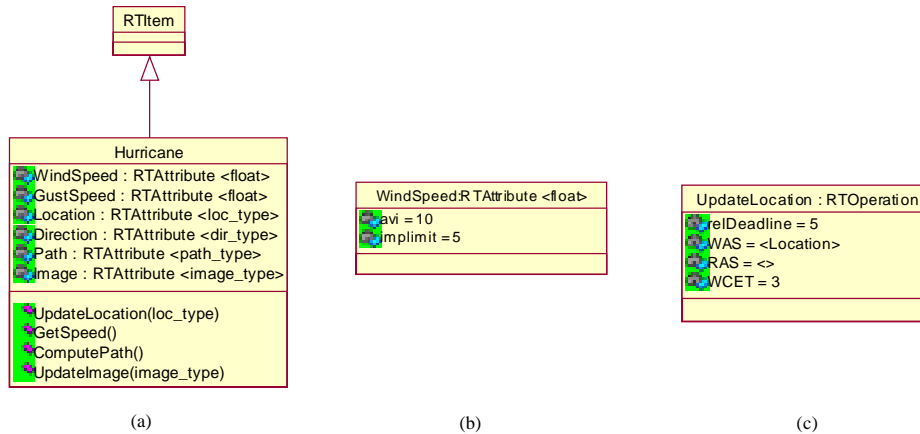 RTItem
Hurricane
WindSpeed : RTAttribute <float>
GustSpeed : RTAttribute <float>
Location : RTAttribute <loc_type>
Direction : RTAttribute <dir_type>
Path : RTAttribute <path_type>
Image : RTAttribute <image_type>
UpdateLocation(loc_type)
GetSpeed()
ComputePath()
UpdateImage(image_type)
(a)
WindSpeed:RTAttribute <float>
avi = 10
implimit = 5
(b)
UpdateLocation : RTOperation
relDeadline = 5
WAS = <Location>
RAS = <>
WCET = 3
(c)